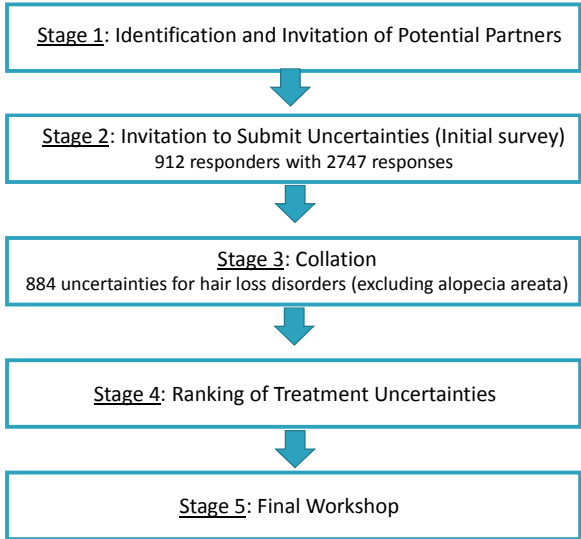 Stage 1: Identification and Invitation of Potential Partners
Stage 2: Invitation to Submit Uncertainties (Initial survey)
912 responders with 2747 responses
Stage 3: Collation
884 uncertainties for hair loss disorders (excluding alopecia areata)
Stage 4: Ranking of Treatment Uncertainties
Stage 5: Final Workshop